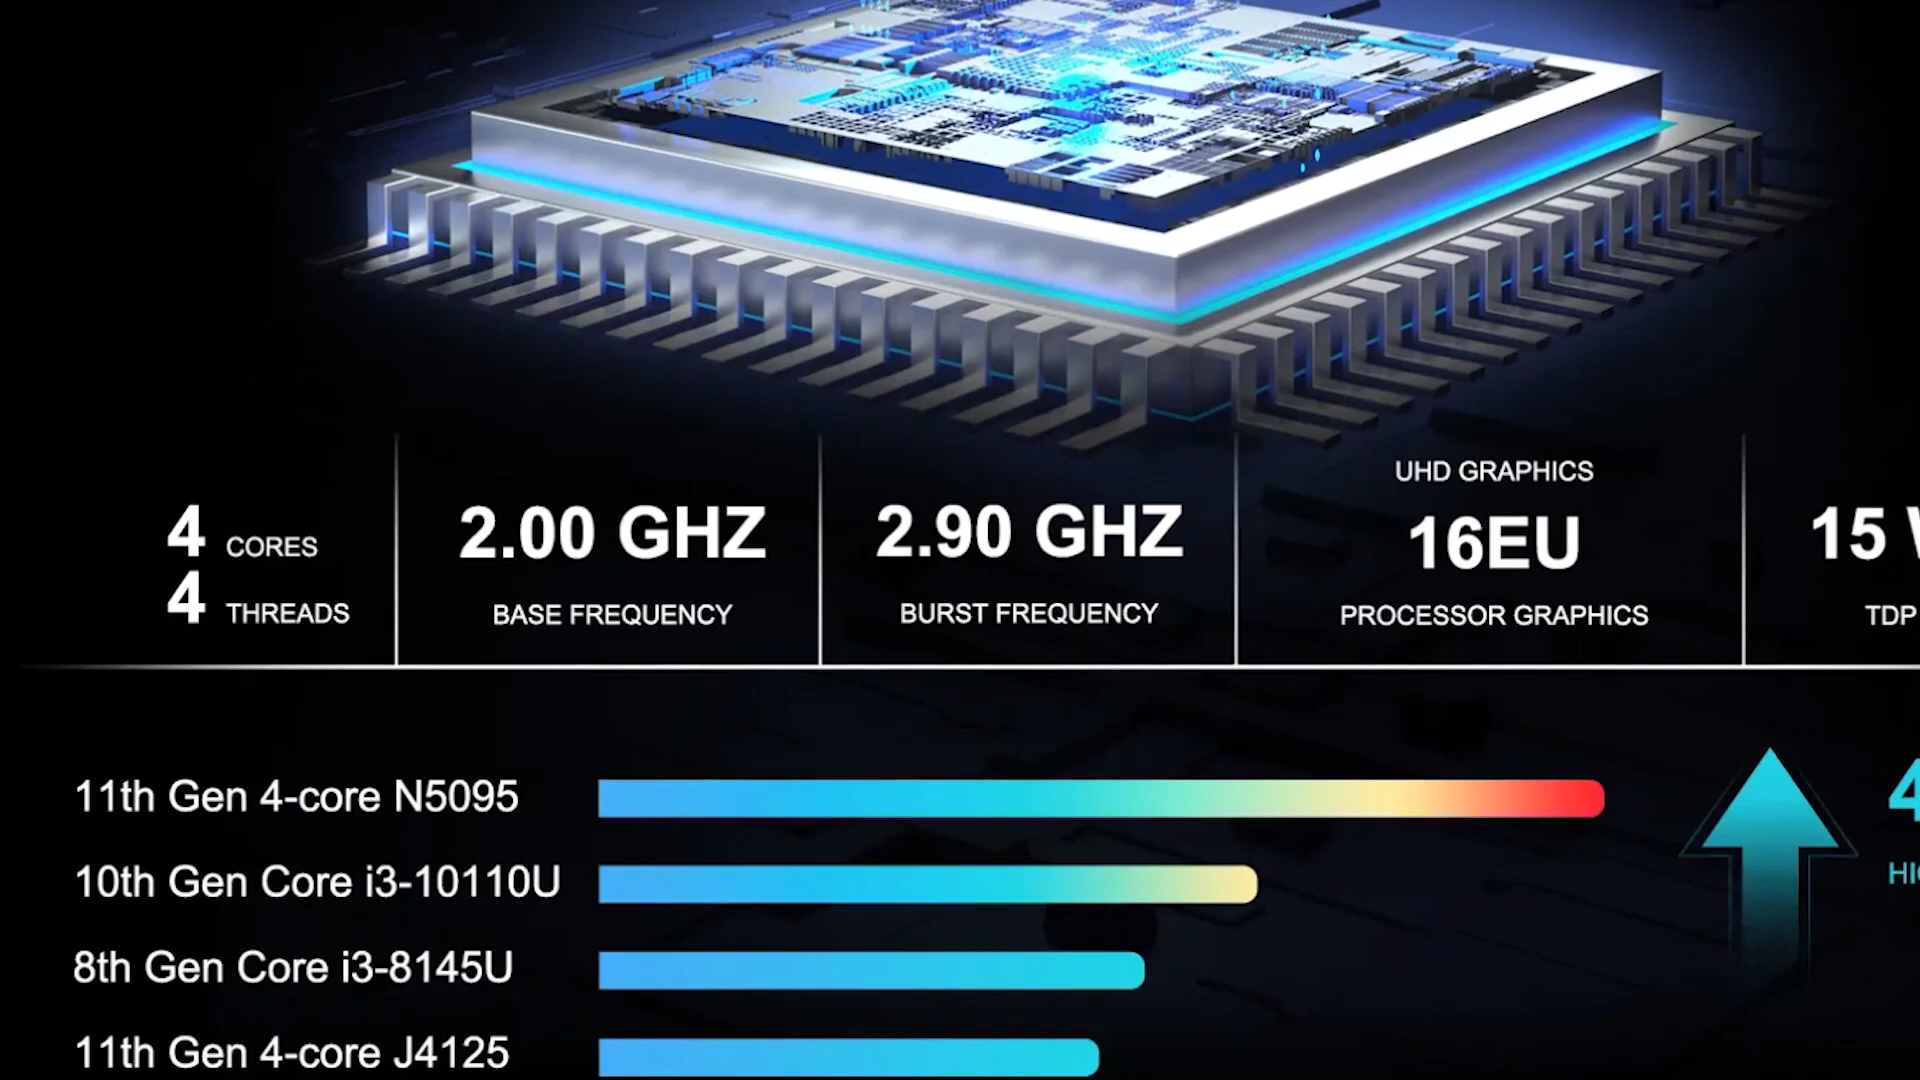 4 CORES
4 THREADS
2.00 GHZ
BASE FREQUENCY
2.90 GHZ
BURST FREQUENCY
UHD GRAPHICS
16EU
PROCESSOR GRAPHICS
15
TDP
11th Gen 4-core N5095
10th Gen Core i3-10110U
8th Gen Core i3-8145U
11th Gen 4-core J4125